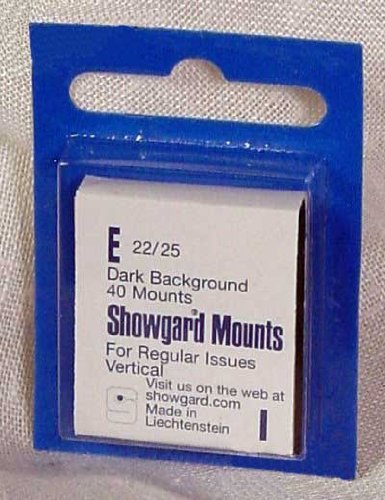 E 22/25
Dark Background
40 Mounts
Showgard® Mounts
For Regular Issues
Vertical
Visit us on the web at
showgard.com
Made in
Liechtenstein